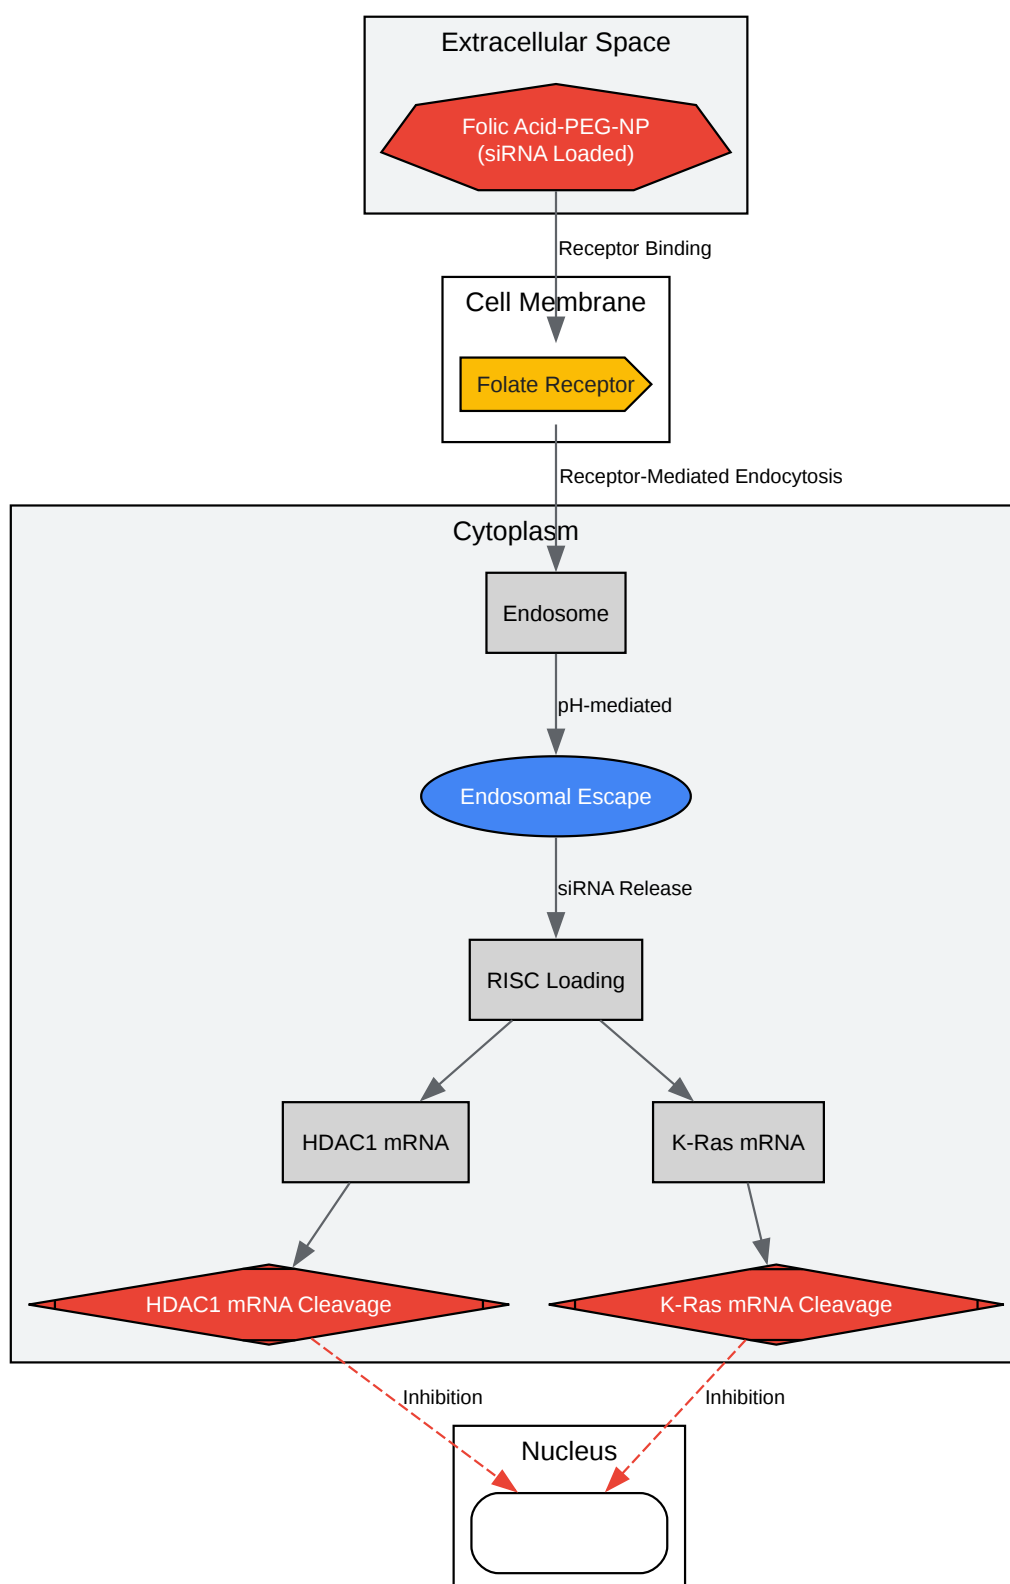 Extracellular Space
Folic Acid-PEG-NP
(siRNA Loaded)
Receptor Binding
Cell Membrane
Folate Receptor
Receptor-Mediated Endocytosis
Cytoplasm
Endosome
pH-mediated
Endosomal Escape
siRNA Release
RISC Loading
HDAC1 mRNA
K-Ras mRNA
HDAC1 mRNA Cleavage
K-Ras mRNA Cleavage
Inhibition
Inhibition
Nucleus